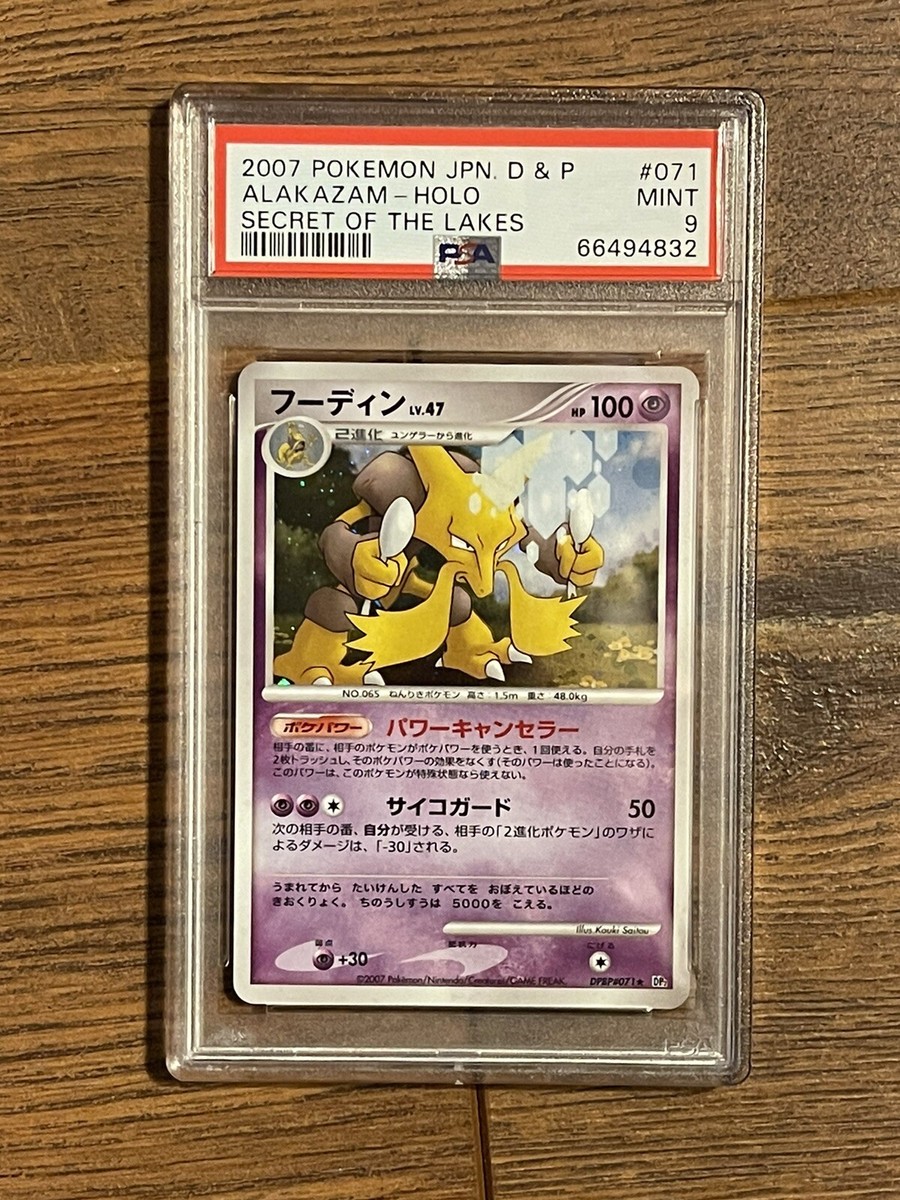 2007 POKEMON JPN. D & P #071
ALAKAZAM - HOLO MINT
SECRET OF THE LAKES 9
PSA 66494832
フーディン LV.47 HP 100
2進化 ユンゲラーから進化
NO.065 ねんりきポケモン 高さ : 1.5m 重さ : 48.0kg
ポケパワー パワーキャンセラー
相手の番に、相手のポケモンがポケパワーを使うとき、1回使える。自分の手札を
2枚トラッシュし、そのポケパワーの効果をなくす(そのパワーは使ったことになる)。
このパワーは、このポケモンが特殊状態なら使えない。
サイコガード 50
次の相手の番、自分が受ける、相手の「2進化ポケモン」のワザに
よるダメージは、「-30」される。
うまれてから たいけんした すべてを おぼえているほどの
きおくりょく。 ちのうしすうは 5000を こえる。
Illus. Kouki Saitou
弱点 抵抗力 にげる
+30
©2007 Pokémon/Nintendo/Creatures/GAME FREAK. DPBP#071★ DP2
PSA